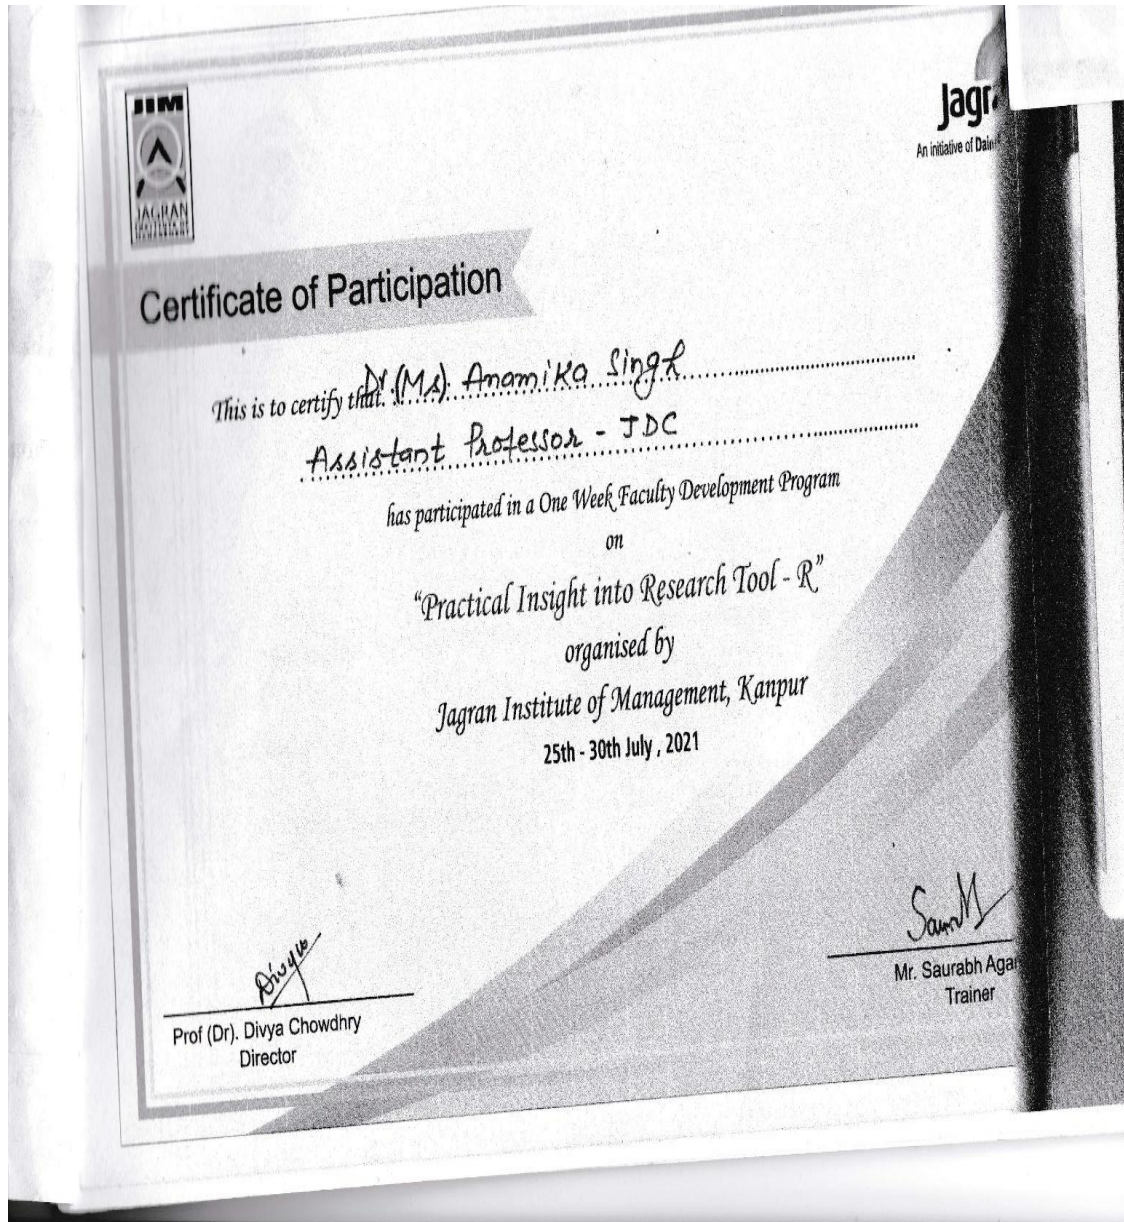 JIM
JAGRAN
Jagr
An initiative of Dain
Certificate of Participation
This is to certify that Dr.(Ms). Anamika Singh
Assistant Professor - JDC
has participated in a One Week Faculty Development Program
on
“Practical Insight into Research Tool - R”
organised by
Jagran Institute of Management, Kanpur
25th - 30th July , 2021
Divya
Prof (Dr). Divya Chowdhry
Director
Mr. Saurabh Agar
Trainer